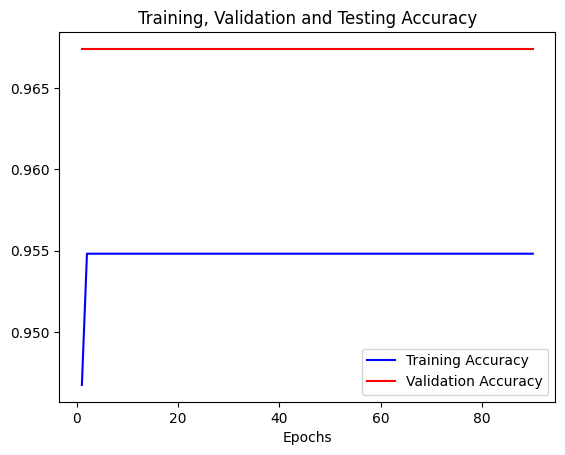 Training, Validation and Testing Accuracy
0.965
0.960
0.955
0.950
Training Accuracy
Validation Accuracy
0 20 40 60 80
Epochs